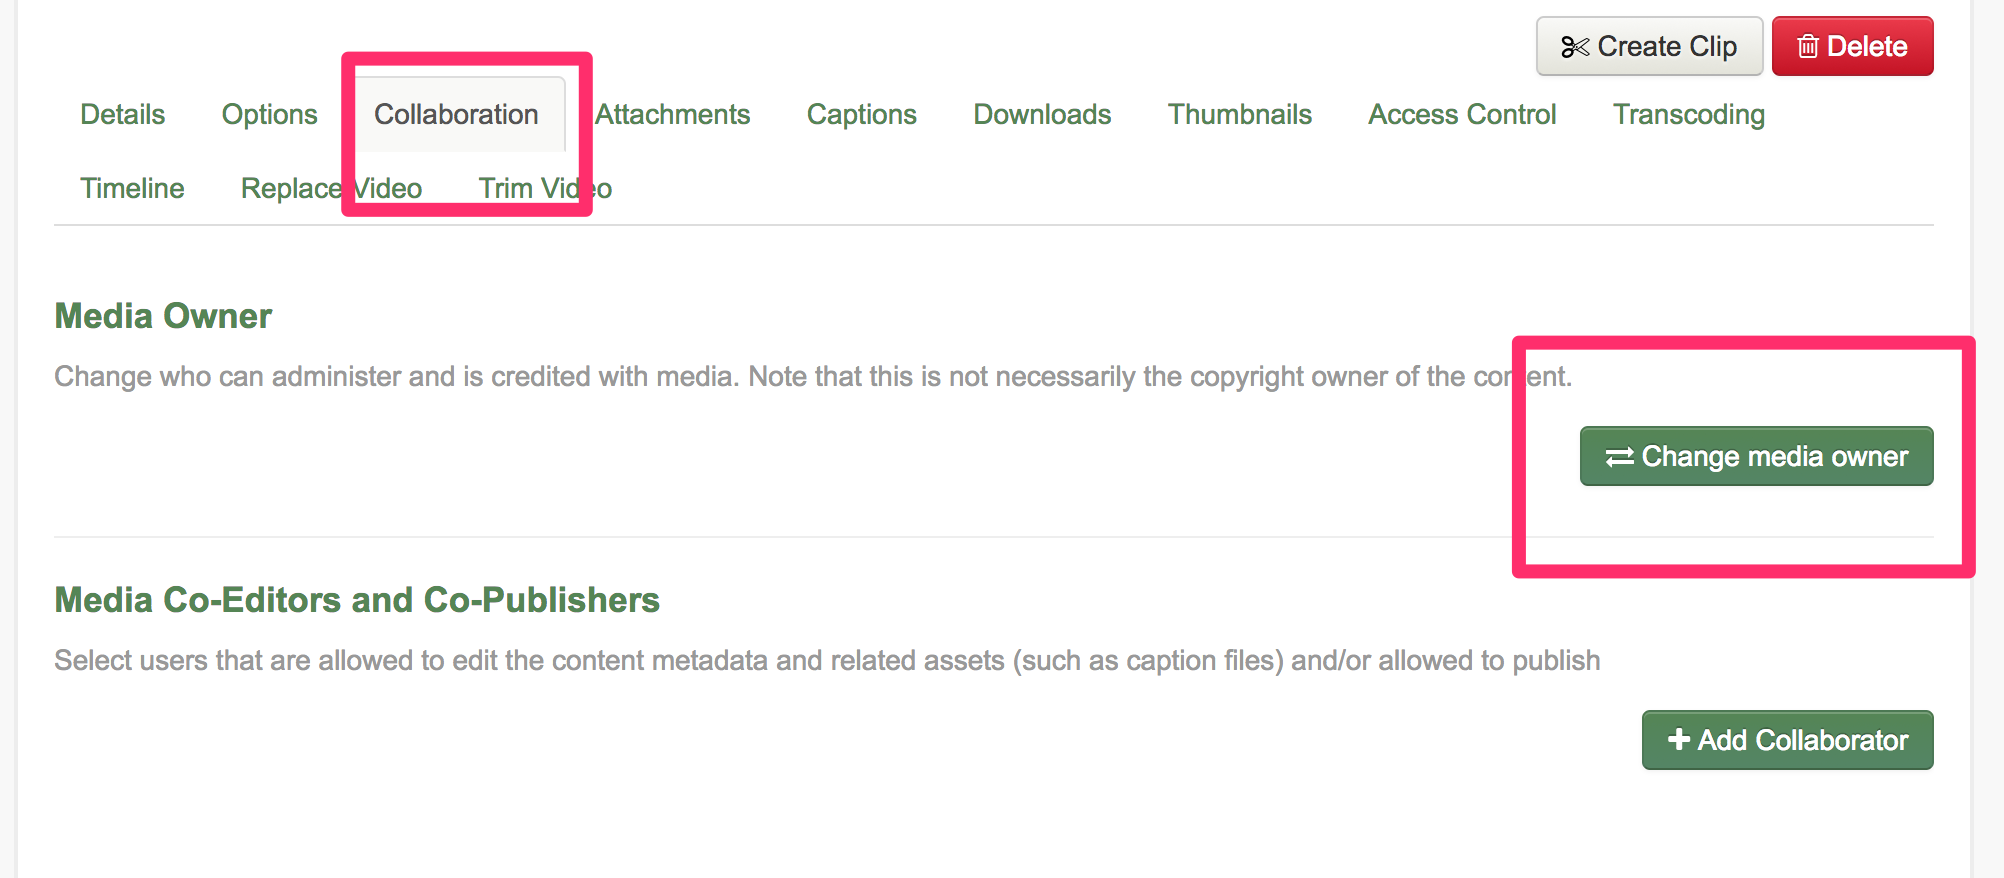 Create Clip Delete
Details Options Collaboration Attachments Captions Downloads Thumbnails Access Control Transcoding
Timeline Replace Video Trim Video
Media Owner
Change who can administer and is credited with media. Note that this is not necessarily the copyright owner of the content.
Change media owner
Media Co-Editors and Co-Publishers
Select users that are allowed to edit the content metadata and related assets (such as caption files) and/or allowed to publish
Add Collaborator